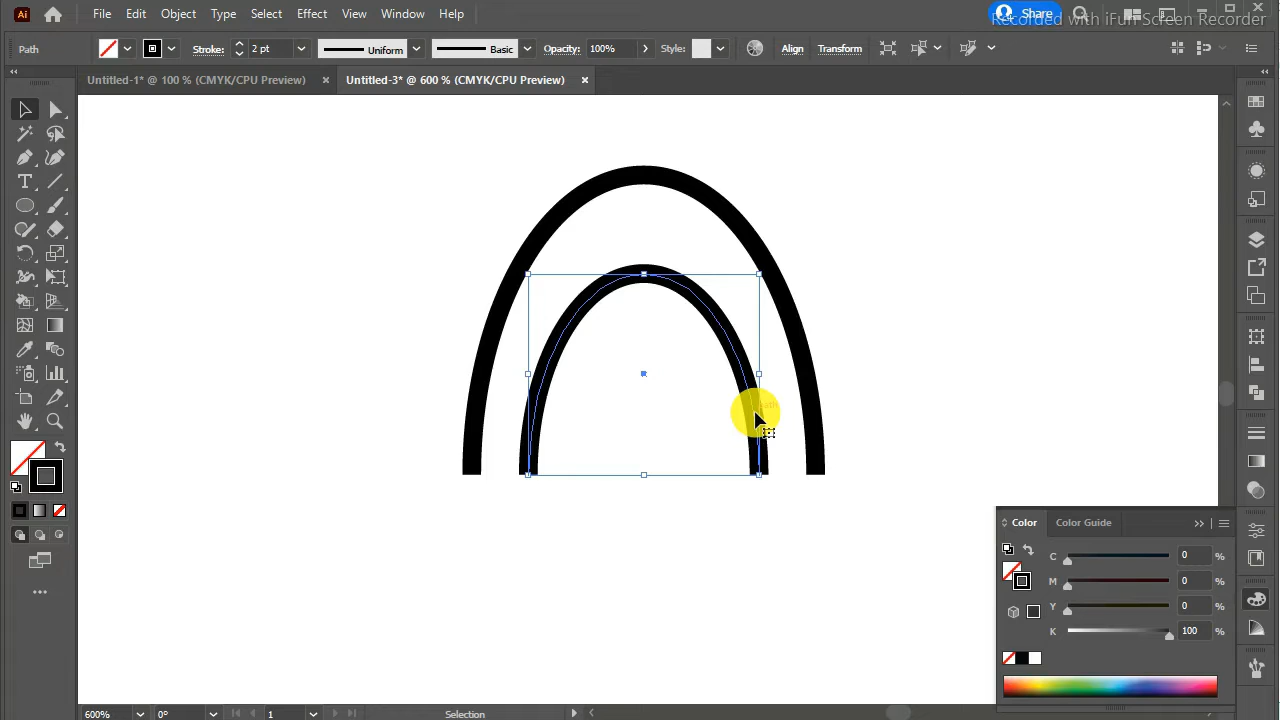 Ai File Edit Object Type Select Effect View Window Help Share
Recorded with iFun Screen Recorder
Path Stroke: 2 pt Uniform Basic Opacity: 100% Style: Align Transform
Untitled-1* @ 100 % (CMYK/CPU Preview) × Untitled-3* @ 600 % (CMYK/CPU Preview) ×
Color Color Guide
C 0 %
M 0 %
Y 0 %
K 100 %
600% 0° 1 Selection